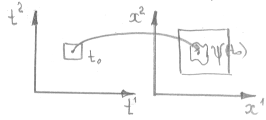 t² x²
t₀ ψ(t₀)
t¹ x¹